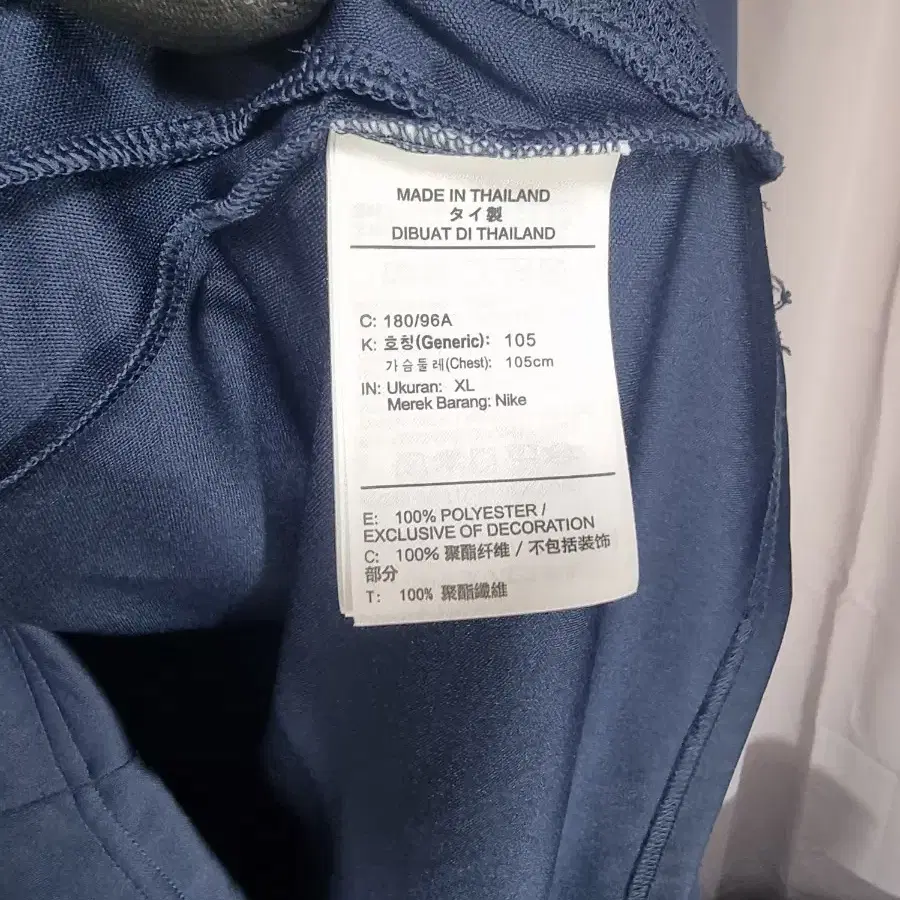 MADE IN THAILAND
タイ製
DIBUAT DI THAILAND
C: 180/96A
K: 호칭(Generic): 105
가슴둘레(Chest): 105cm
IN: Ukuran: XL
Merek Barang: Nike
E: 100% POLYESTER /
EXCLUSIVE OF DECORATION
C: 100% 聚酯纤维 / 不包括装饰
部分
T: 100% 聚酯纖維